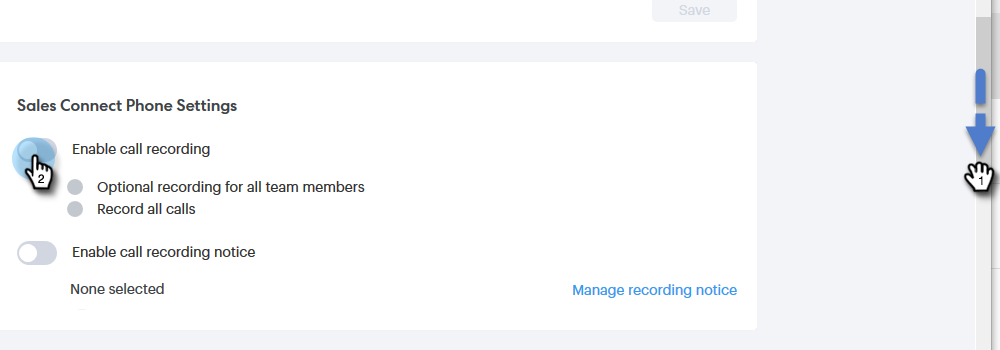 Save
Sales Connect Phone Settings
Enable call recording
2
Optional recording for all team members
Record all calls
1
Enable call recording notice
None selected
Manage recording notice